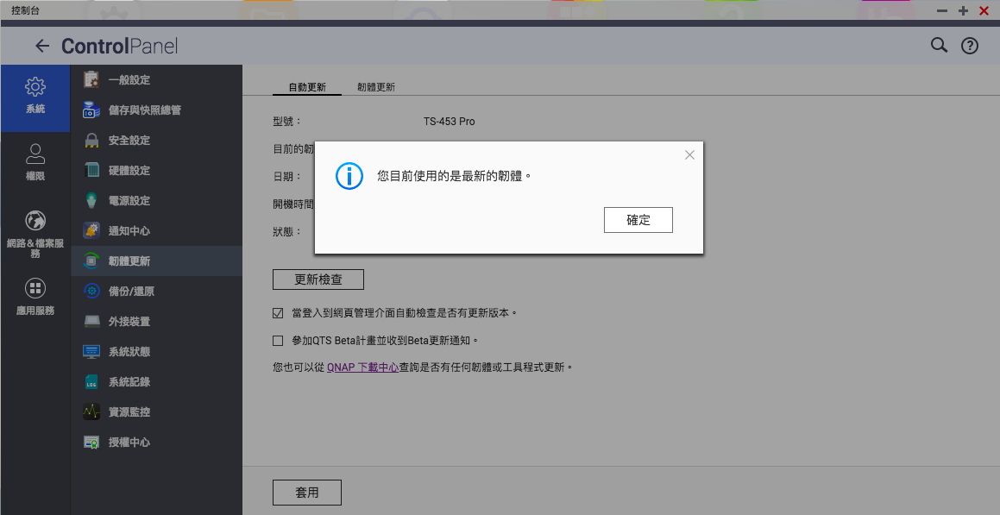 控制台
ControlPanel
系統
權限
網路&檔案服
務
應用服務
一般設定
儲存與快照總管
安全設定
硬體設定
電源設定
通知中心
韌體更新
備份/還原
外接裝置
系統狀態
系統記錄
資源監控
授權中心
自動更新
韌體更新
型號：
TS-453 Pro
目前的韌
日期：
開機時間
狀態：
您目前使用的是最新的韌體。
確定
更新檢查
當登入到網頁管理介面自動檢查是否有更新版本。
參加QTS Beta計畫並收到Beta更新通知。
您也可以從 QNAP 下載中心查詢是否有任何韌體或工具程式更新。
套用